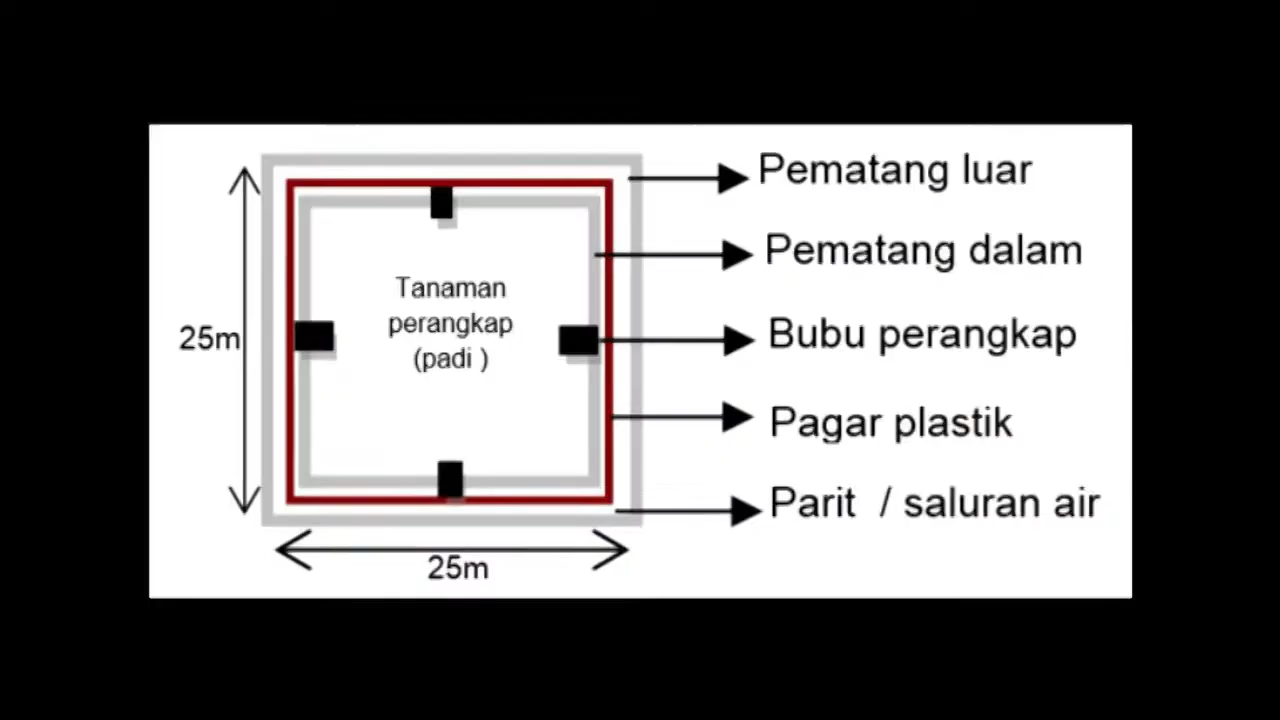 Pematang luar
Pematang dalam
Tanaman
perangkap
(padi )
25m
Bubu perangkap
Pagar plastik
Parit / saluran air
25m